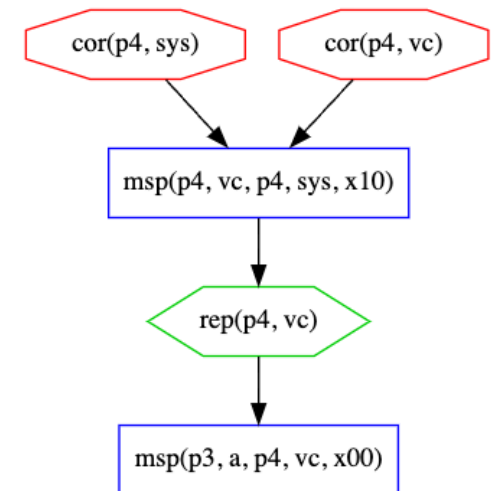 cor(p4, sys)
cor(p4, vc)
msp(p4, vc, p4, sys, x10)
rep(p4, vc)
msp(p3, a, p4, vc, x00)